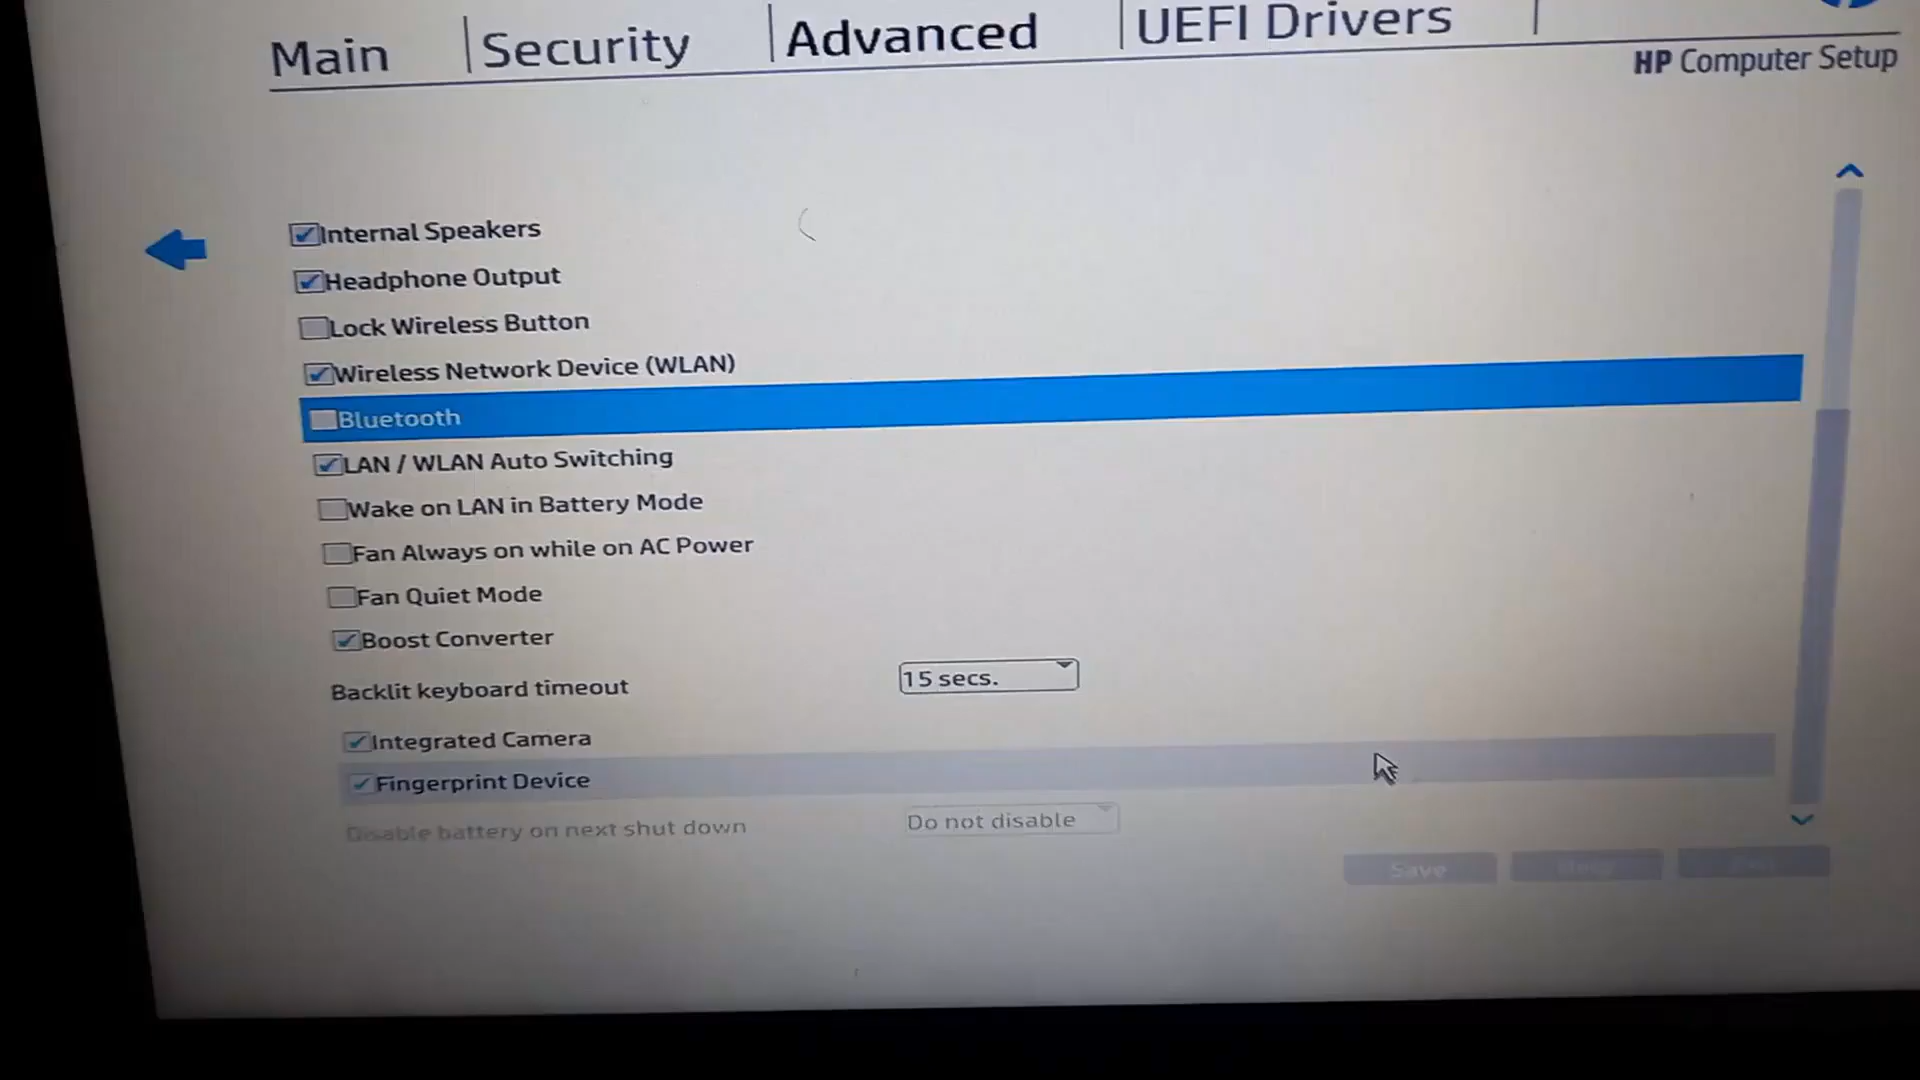 Main
Security
Advanced
UEFI Drivers
HP Computer Setup
Internal Speakers
Headphone Output
Lock Wireless Button
Wireless Network Device (WLAN)
Bluetooth
LAN / WLAN Auto Switching
Wake on LAN in Battery Mode
Fan Always on while on AC Power
Fan Quiet Mode
Boost Converter
Backlit keyboard timeout 15 secs.
Integrated Camera
Fingerprint Device
Disable battery on next shut down Do not disable
Save